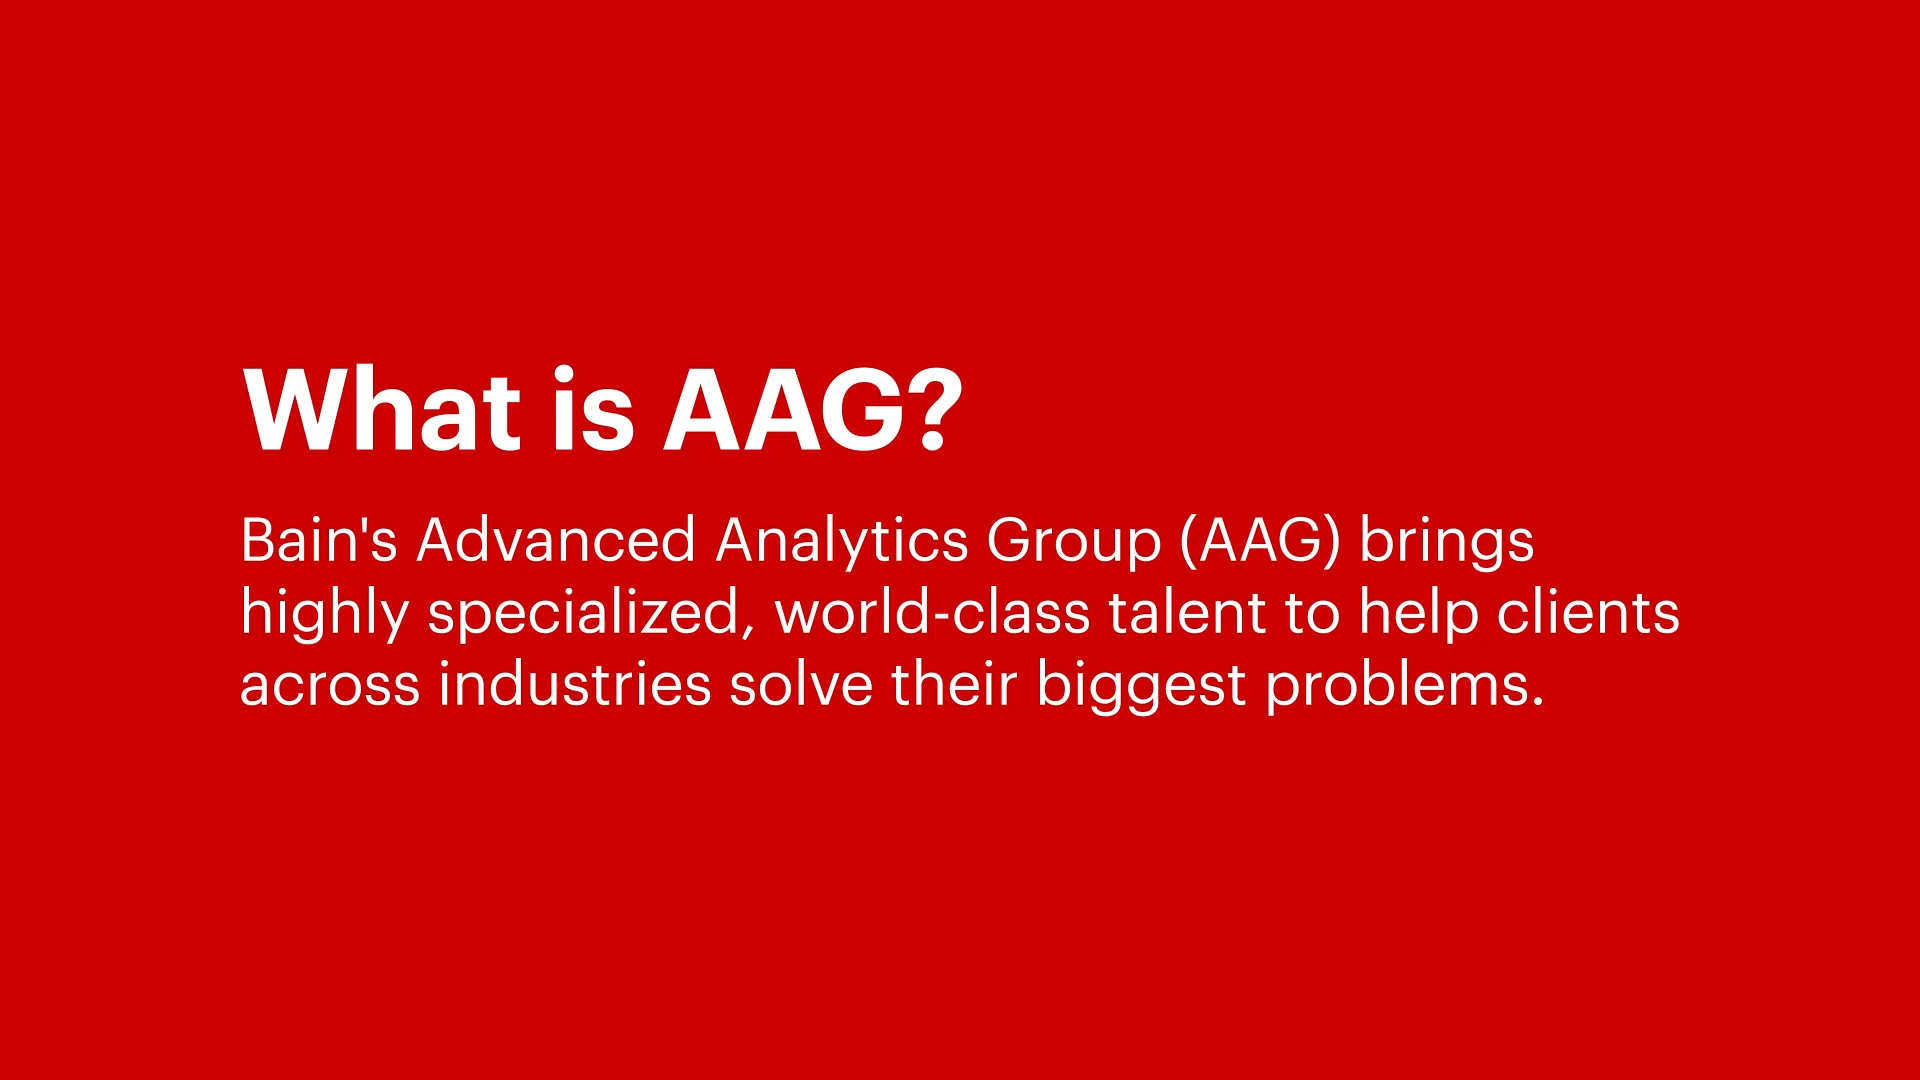 What is AAG?
Bain's Advanced Analytics Group (AAG) brings
highly specialized, world-class talent to help clients
across industries solve their biggest problems.